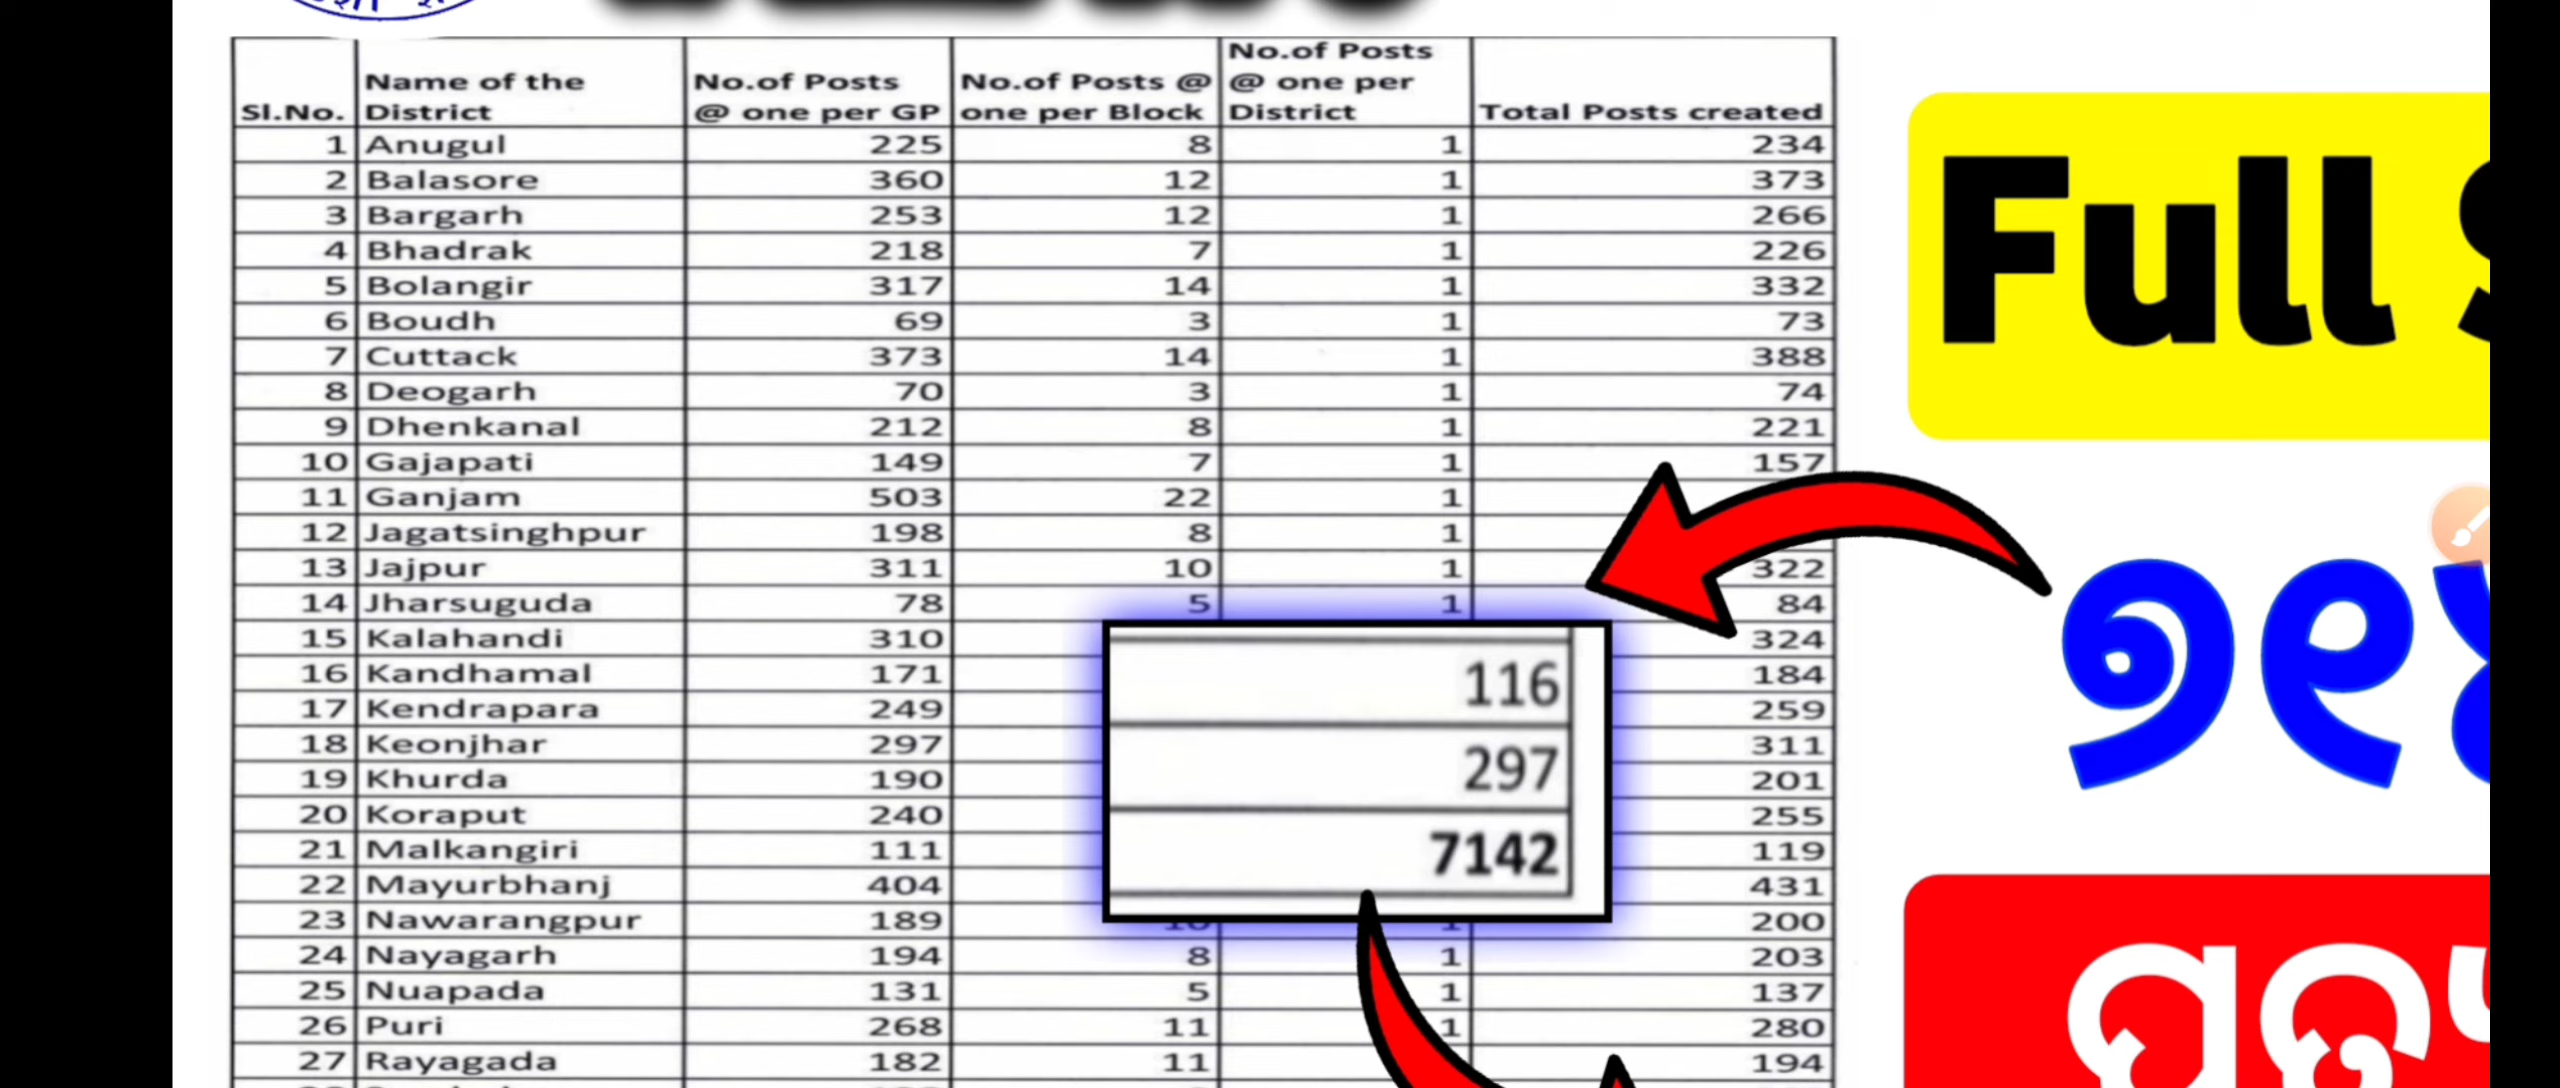 Sl.No. Name of the District No.of Posts @ one per GP No.of Posts @ one per Block No.of Posts @ one per District Total Posts created
1 Anugul 225 8 1 234
2 Balasore 360 12 1 373
3 Bargarh 253 12 1 266
4 Bhadrak 218 7 1 226
5 Bolangir 317 14 1 332
6 Boudh 69 3 1 73
7 Cuttack 373 14 1 388
8 Deogarh 70 3 1 74
9 Dhenkanal 212 8 1 221
10 Gajapati 149 7 1 157
11 Ganjam 503 22 1
12 Jagatsinghpur 198 8 1
13 Jajpur 311 10 1 322
14 Jharsuguda 78 5 1 84
15 Kalahandi 310 324
16 Kandhamal 171 184
17 Kendrapara 249 259
18 Keonjhar 297 311
19 Khurda 190 201
20 Koraput 240 255
21 Malkangiri 111 119
22 Mayurbhanj 404 431
23 Nawarangpur 189 10 1 200
24 Nayagarh 194 8 1 203
25 Nuapada 131 5 1 137
26 Puri 268 11 1 280
27 Rayagada 182 11 194
116
297
7142
Full
୭୧